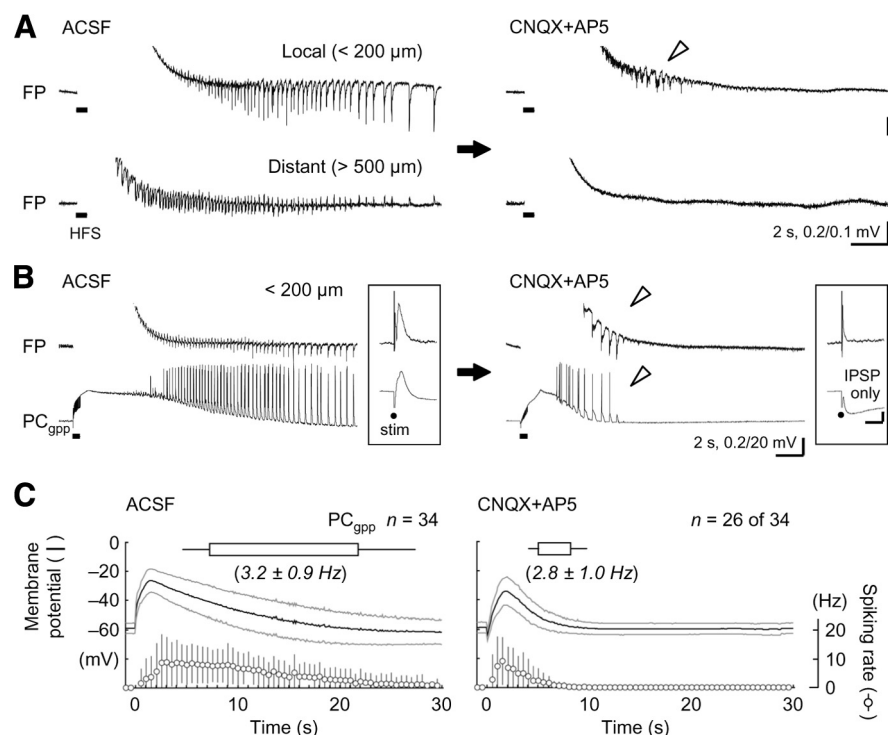 A
ACSF
CNQX+AP5
Local (< 200 μm)
FP
Distant (> 500 μm)
FP
HFS
2 s, 0.2/0.1 mV
B
ACSF
< 200 μm
CNQX+AP5
FP
IPSP
only
PCgpp
stim
2 s, 0.2/20 mV
C
ACSF
CNQX+AP5
PCgpp n = 34
n = 26 of 34
Membrane
potential ( | )
(mV)
0
–20
–40
–60
(3.2 ± 0.9 Hz)
(2.8 ± 1.0 Hz)
(Hz)
20
10
0
Spiking rate (-o-)
0 10 20 30
0 10 20 30
Time (s)
Time (s)